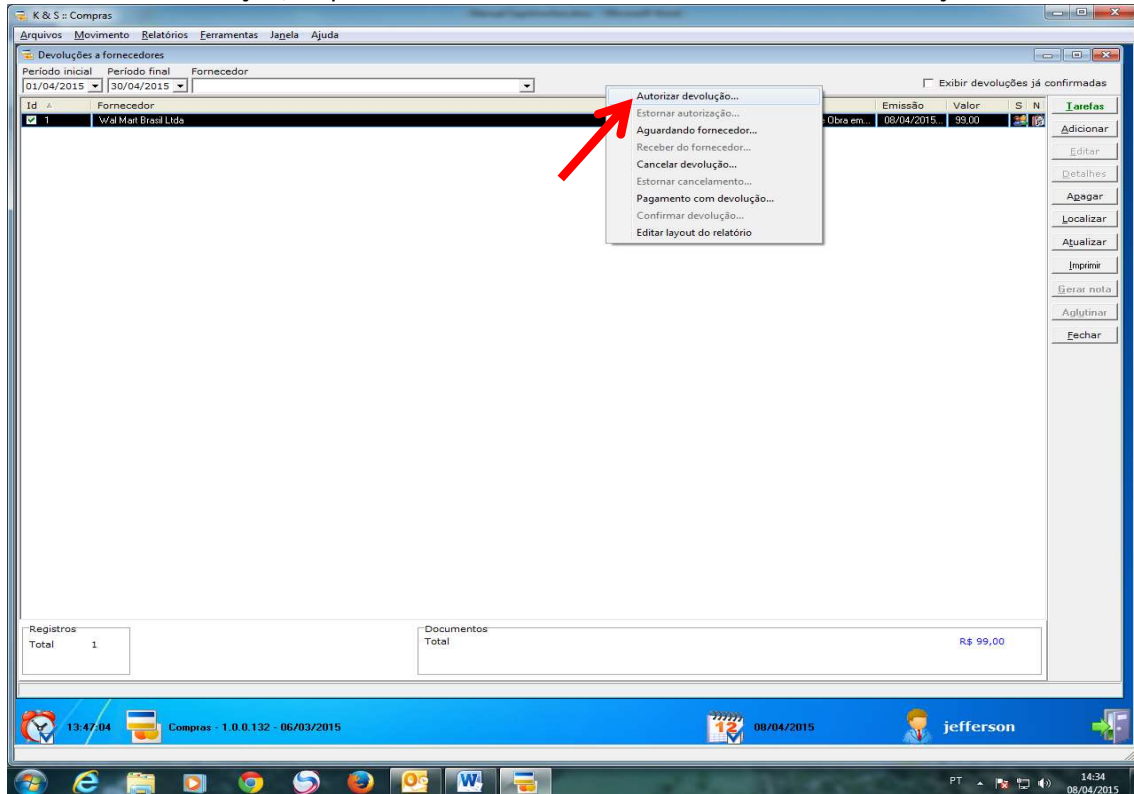 K & S :: Compras
Arquivos Movimento Relatórios Ferramentas Janela Ajuda
Devoluções a fornecedores
Período inicial Período final Fornecedor
01/04/2015 30/04/2015 Exibir devoluções já confirmadas
Id Fornecedor Emissão Valor S N
1 Wal Mart Brasil Ltda Obra em... 08/04/2015... 99,00
Autorizar devolução...
Estornar autorização...
Aguardando fornecedor...
Receber do fornecedor...
Cancelar devolução...
Estornar cancelamento...
Pagamento com devolução...
Confirmar devolução...
Editar layout do relatório
Tarefas
Adicionar
Editar
Detalhes
Apagar
Localizar
Atualizar
Imprimir
Gerar nota
Aglutinar
Fechar
Registros
Total 1
Documentos
Total R$ 99,00
13:47:04 Compras - 1.0.0.132 - 06/03/2015 12 08/04/2015 jefferson
PT 14:34
08/04/2015